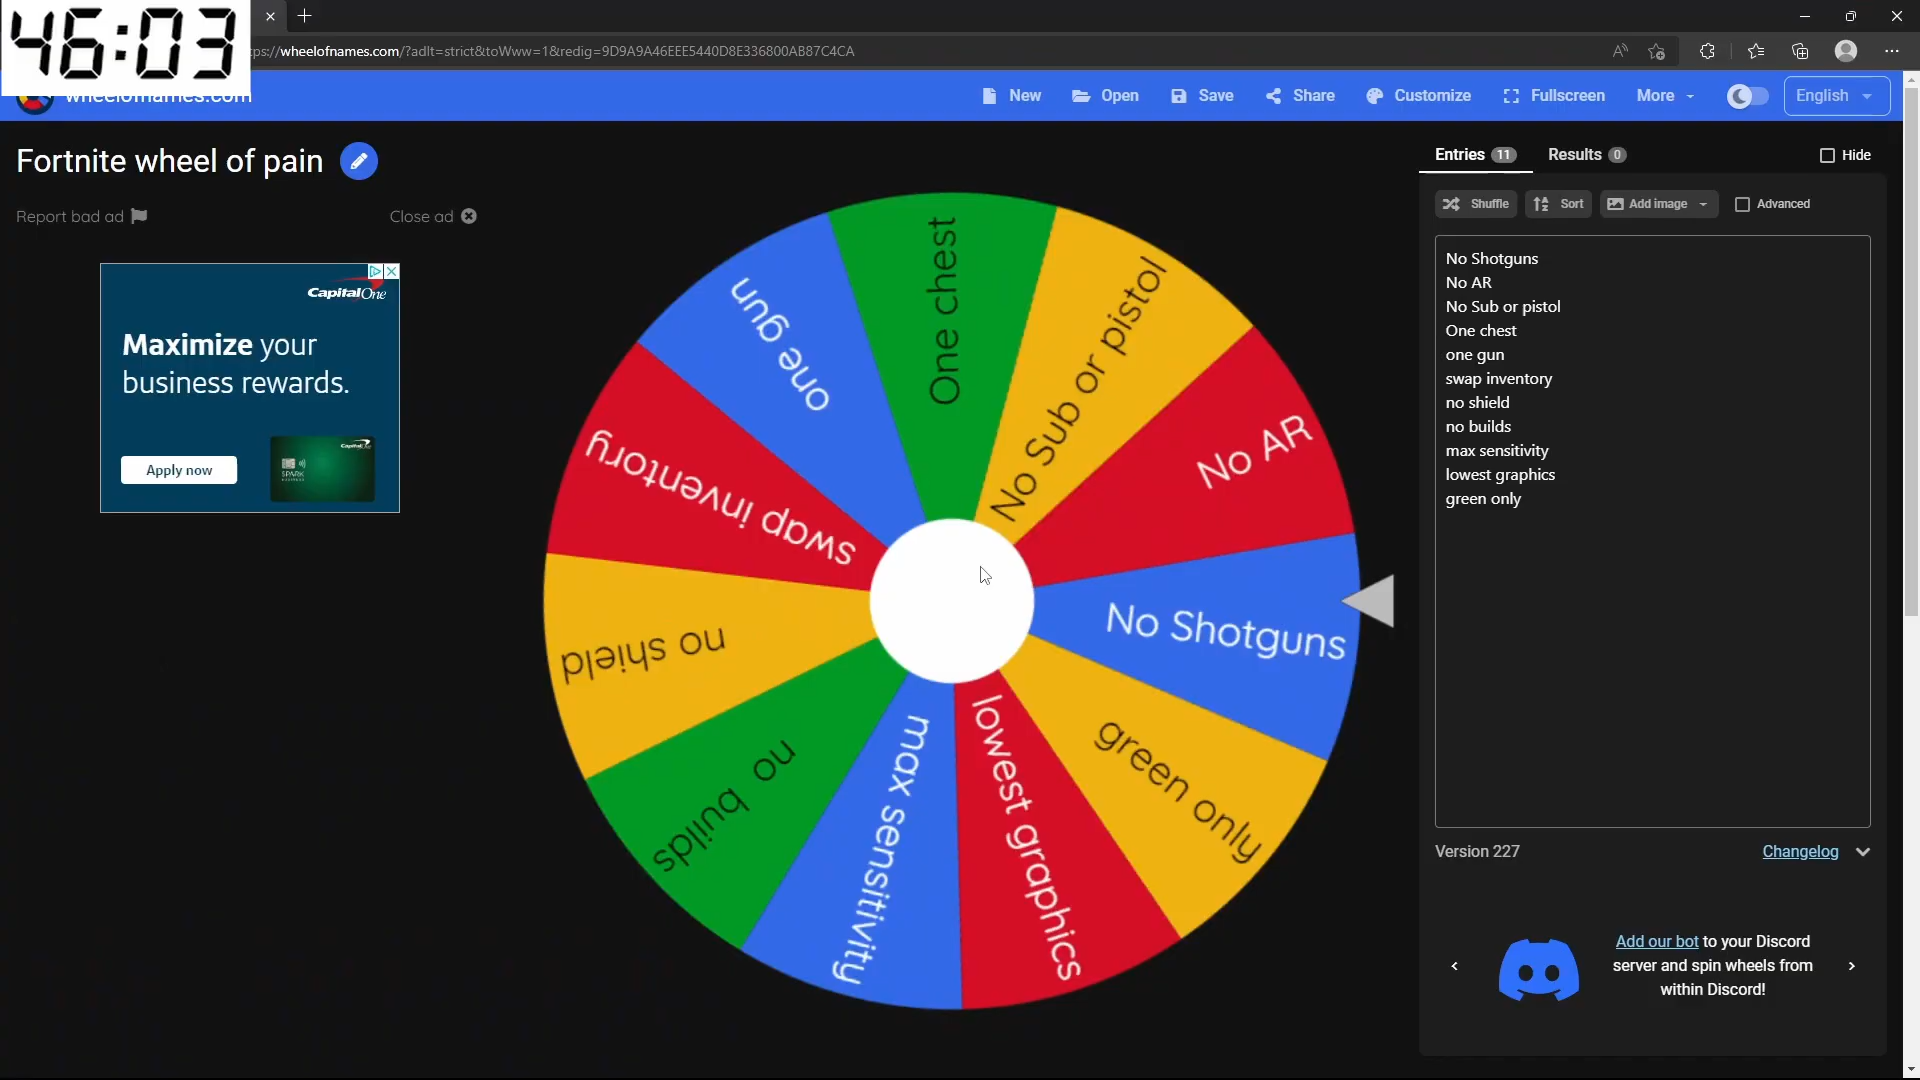 46:03
ps://wheelofnames.com/?adlt=strict&toWww=1&redig=9D9A9A46EEE5440D8E336800AB87C4CA
wheelofnames.com
New
Open
Save
Share
Customize
Fullscreen
More
English
Fortnite wheel of pain
Report bad ad
Close ad
CapitalOne
Maximize your
business rewards.
Apply now
CapitalOne
SPARK
BUSINESS
One chest
No Sub or pistol
No AR
No Shotguns
green only
lowest graphics
max sensitivity
no builds
no shield
swap inventory
one gun
Entries 11
Results 0
Hide
Shuffle
Sort
Add image
Advanced
No Shotguns
No AR
No Sub or pistol
One chest
one gun
swap inventory
no shield
no builds
max sensitivity
lowest graphics
green only
Version 227
Changelog
Add our bot to your Discord
server and spin wheels from
within Discord!